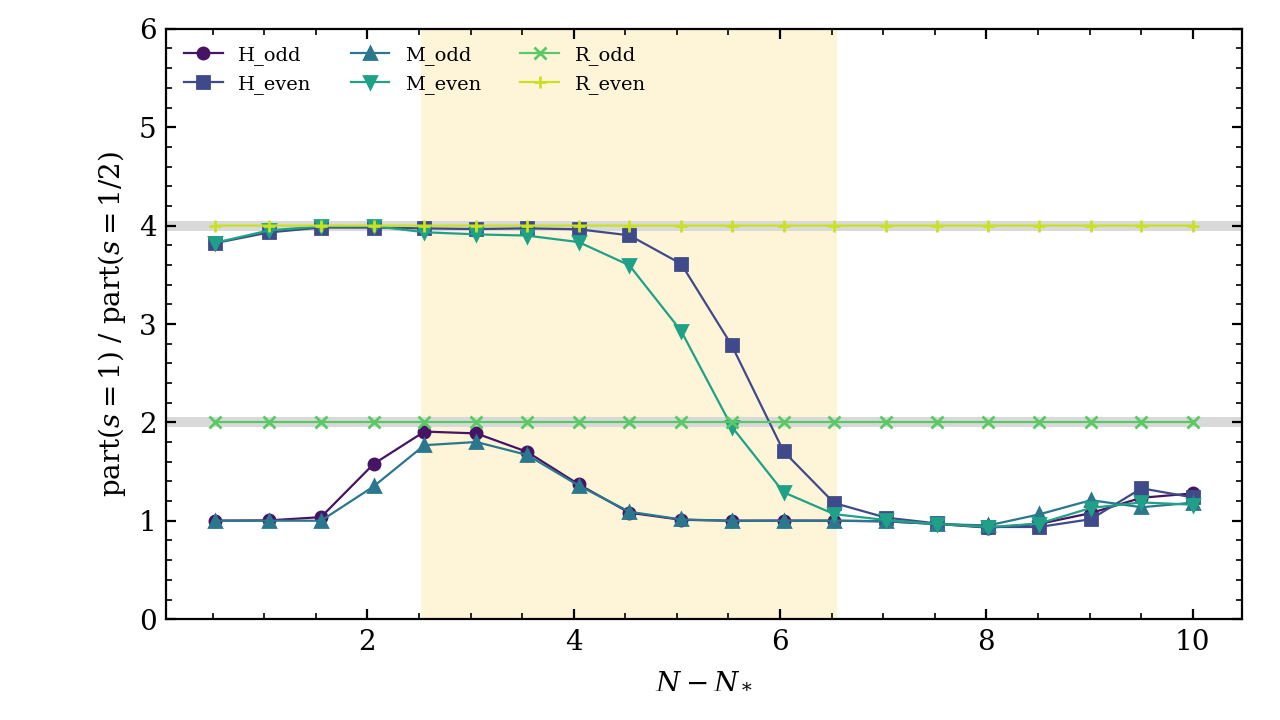 H_odd M_odd R_odd
H_even M_even R_even
part(s = 1) / part(s = 1/2)
6
5
4
3
2
1
0
2 4 6 8 10
N − N*